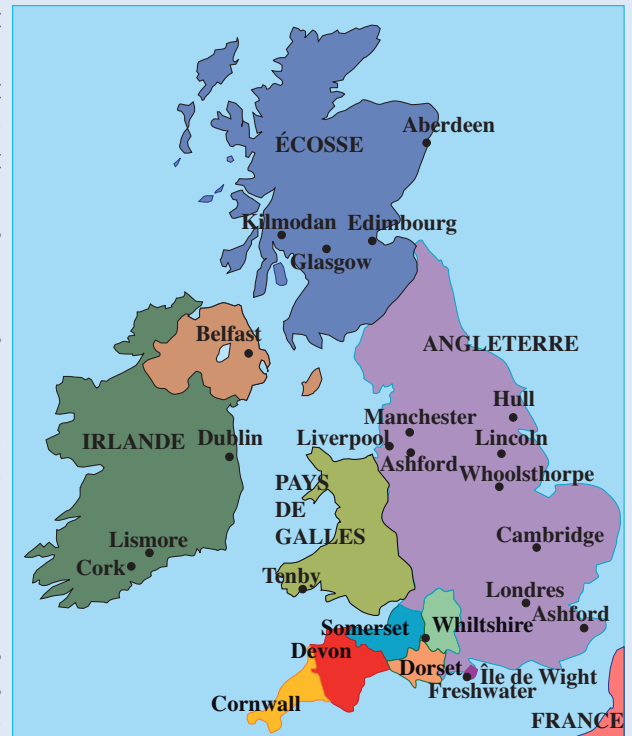 Aberdeen
ÉCOSSE
Kilmodan
Edimbourg
Glasgow
Belfast
ANGLETERRE
Hull
Manchester
IRLANDE
Dublin
Liverpool
Lincoln
Ashford
Whoolsthorpe
PAYS
DE
GALLES
Lismore
Cork
Cambridge
Tenby
Londres
Ashford
Somerset
Whiltshire
Devon
Dorset
Île de Wight
Freshwater
Cornwall
FRANCE